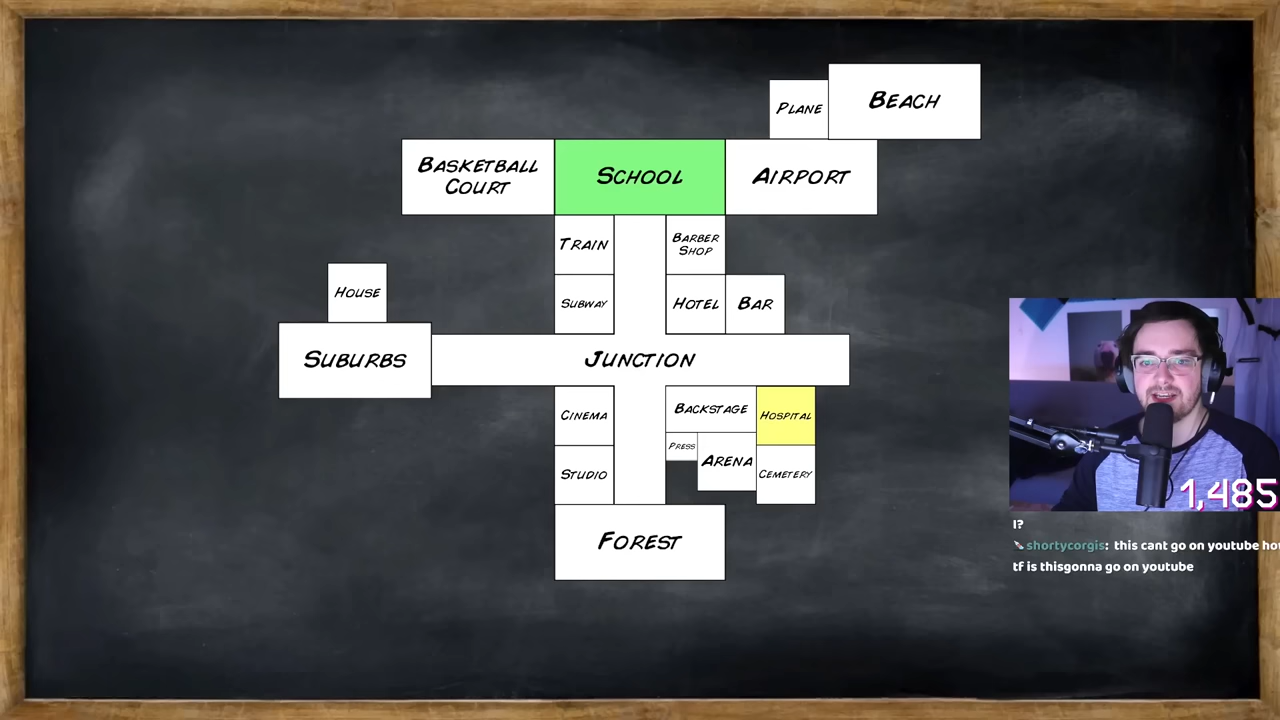 PLANE
BEACH
BASKETBALL
COURT
SCHOOL
AIRPORT
TRAIN
BARBER
SHOP
HOUSE
SUBWAY
HOTEL
BAR
SUBURBS
JUNCTION
CINEMA
BACKSTAGE
HOSPITAL
PRESS
STUDIO
ARENA
CEMETERY
FOREST
1,485
I?
shortycorgis: this cant go on youtube ho
tf is thisgonna go on youtube